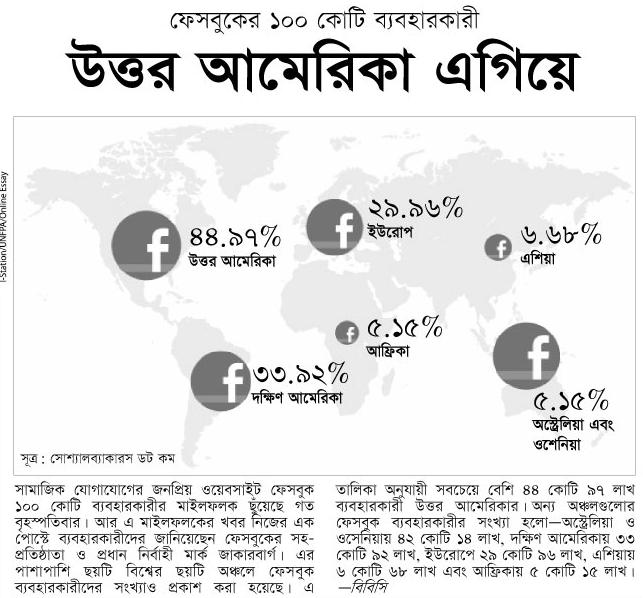 ফেসবুকের ১০০ কোটি ব্যবহারকারী
উত্তর আমেরিকা এগিয়ে
i-Station/UNFPA/Online Essay
৪৪.৯৭%
উত্তর আমেরিকা
২৯.৯৬%
ইউরোপ
৬.৬৮%
এশিয়া
৫.১৫%
আফ্রিকা
৩৩.৯২%
দক্ষিণ আমেরিকা
৫.১৫%
অস্ট্রেলিয়া এবং
ওশেনিয়া
সূত্র : সোশ্যালব্যাকারস ডট কম
সামাজিক যোগাযোগের জনপ্রিয় ওয়েবসাইট ফেসবুক
১০০ কোটি ব্যবহারকারীর মাইলফলক ছুঁয়েছে গত
বৃহস্পতিবার। আর এ মাইলফলকের খবর নিজের এক
পোস্টে ব্যবহারকারীদের জানিয়েছেন ফেসবুকের সহ-
প্রতিষ্ঠাতা ও প্রধান নির্বাহী মার্ক জাকারবার্গ। এর
পাশাপাশি ছয়টি বিশ্বের ছয়টি অঞ্চলে ফেসবুক
ব্যবহারকারীদের সংখ্যাও প্রকাশ করা হয়েছে। এ
তালিকা অনুযায়ী সবচেয়ে বেশি ৪৪ কোটি ৯৭ লাখ
ব্যবহারকারী উত্তর আমেরিকার। অন্য অঞ্চলগুলোর
ফেসবুক ব্যবহারকারীর সংখ্যা হলো—অস্ট্রেলিয়া ও
ওসেনিয়ায় ৪২ কোটি ১৪ লাখ, দক্ষিণ আমেরিকায় ৩৩
কোটি ৯২ লাখ, ইউরোপে ২৯ কোটি ৯৬ লাখ, এশিয়ায়
৬ কোটি ৬৮ লাখ এবং আফ্রিকায় ৫ কোটি ১৫ লাখ।
—বিবিসি